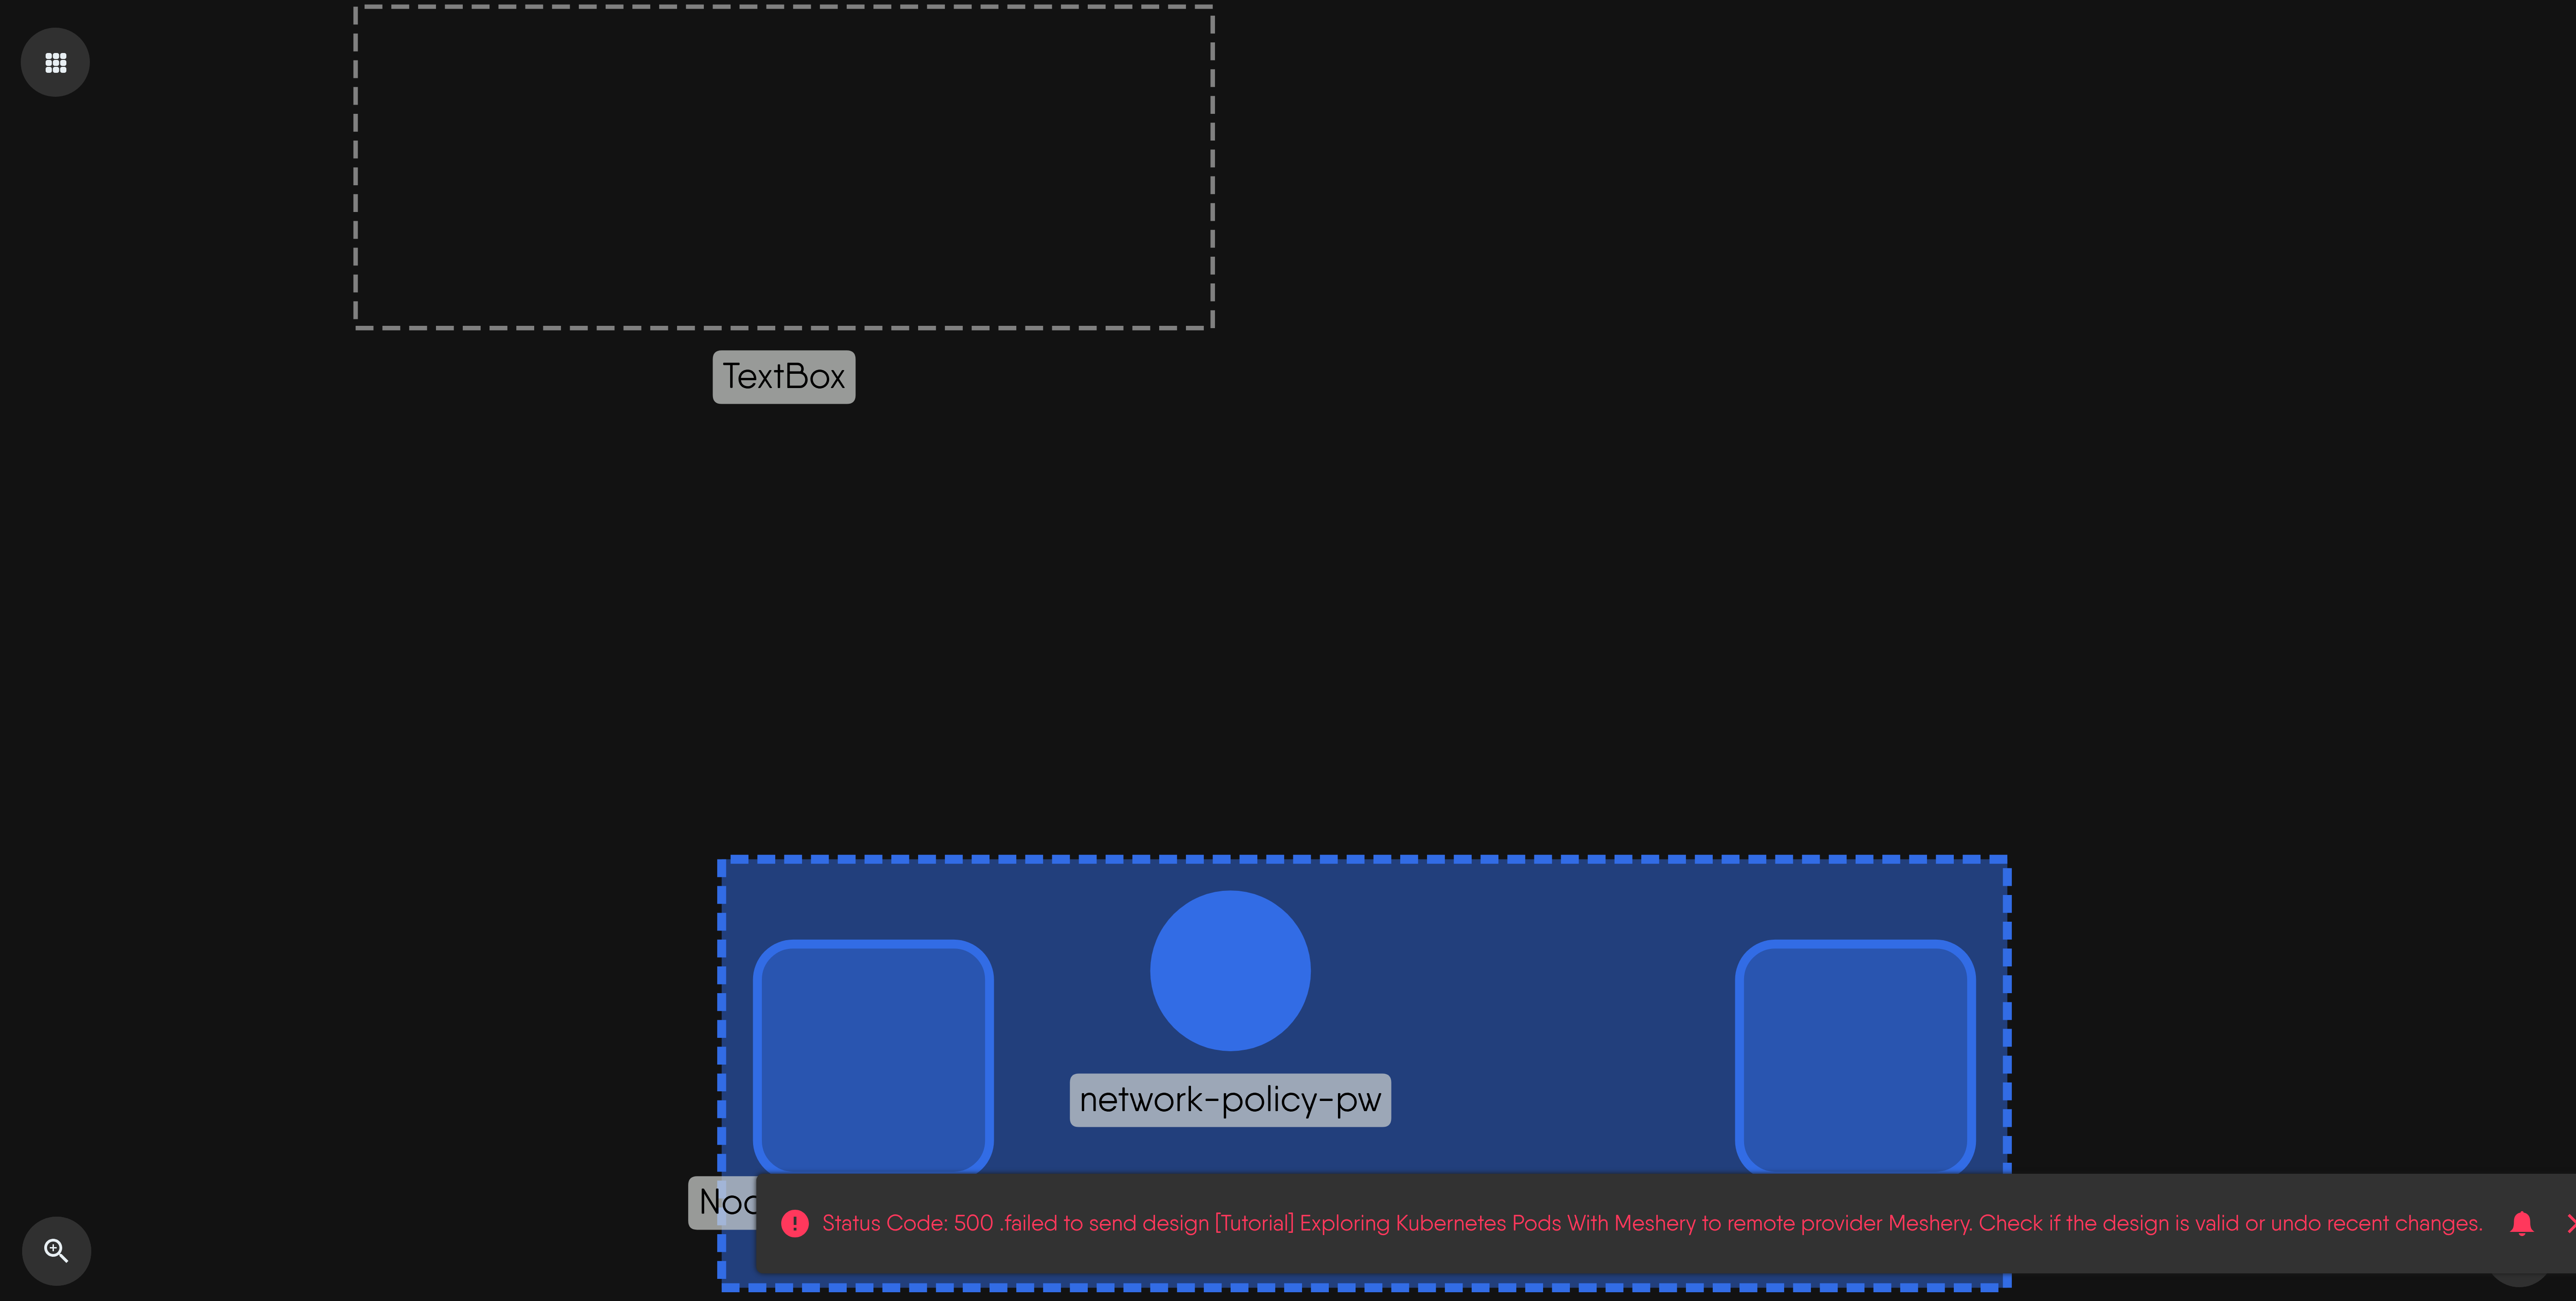 TextBox
network-policy-pw
Status Code: 500 .failed to send design [Tutorial] Exploring Kubernetes Pods With Meshery to remote provider Meshery. Check if the design is valid or undo recent changes.